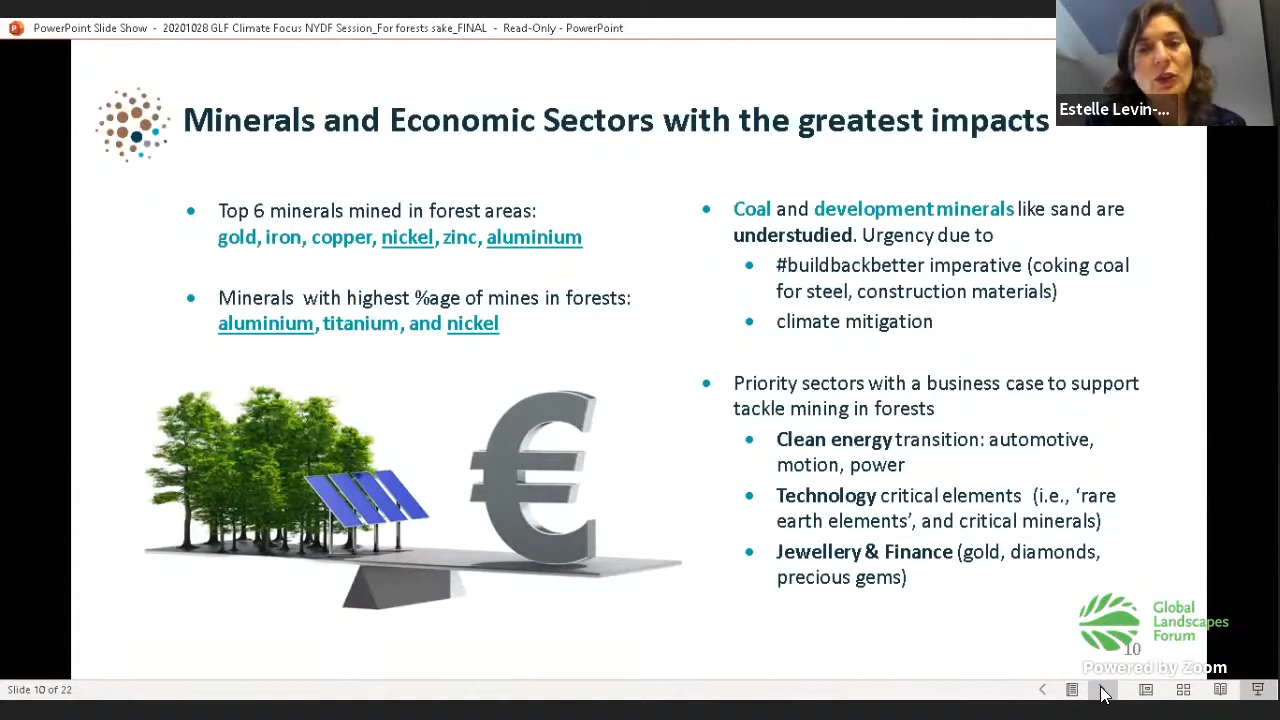 PowerPoint Slide Show - 20201028 GLF Climate Focus NYDF Session_For forests sake_FINAL - Read-Only - PowerPoint
Estelle Levin-...
Minerals and Economic Sectors with the greatest impacts
• Top 6 minerals mined in forest areas:
gold, iron, copper, nickel, zinc, aluminium
• Minerals with highest %age of mines in forests:
aluminium, titanium, and nickel
• Coal and development minerals like sand are
understudied. Urgency due to
• #buildbackbetter imperative (coking coal
for steel, construction materials)
• climate mitigation
• Priority sectors with a business case to support
tackle mining in forests
• Clean energy transition: automotive,
motion, power
• Technology critical elements (i.e., ‘rare
earth elements’, and critical minerals)
• Jewellery & Finance (gold, diamonds,
precious gems)
Global
Landscapes
Forum
10
Powered by Zoom
Slide 10 of 22